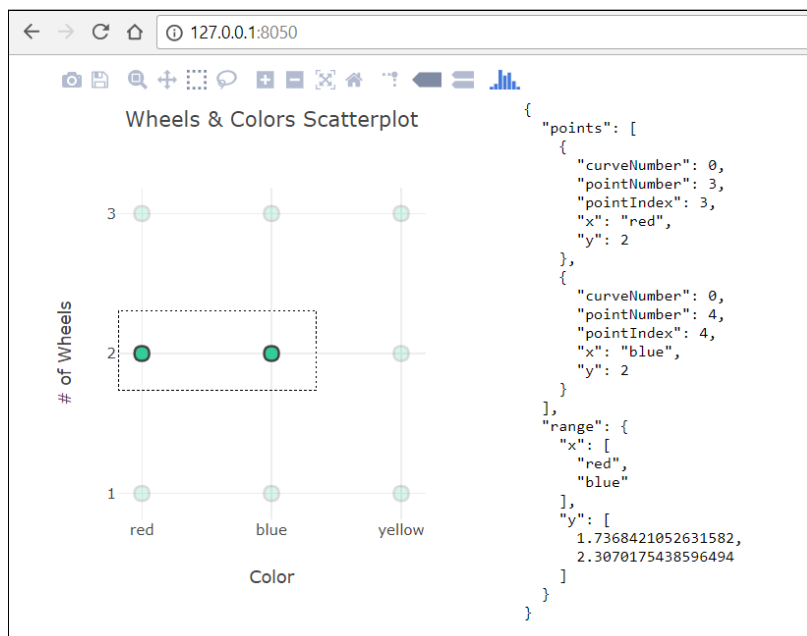 127.0.0.1:8050
Wheels & Colors Scatterplot
3
2
1
# of Wheels
red blue yellow
Color
{
"points": [
{
"curveNumber": 0,
"pointNumber": 3,
"pointIndex": 3,
"x": "red",
"y": 2
},
{
"curveNumber": 0,
"pointNumber": 4,
"pointIndex": 4,
"x": "blue",
"y": 2
}
],
"range": {
"x": [
"red",
"blue"
],
"y": [
1.7368421052631582,
2.3070175438596494
]
}
}